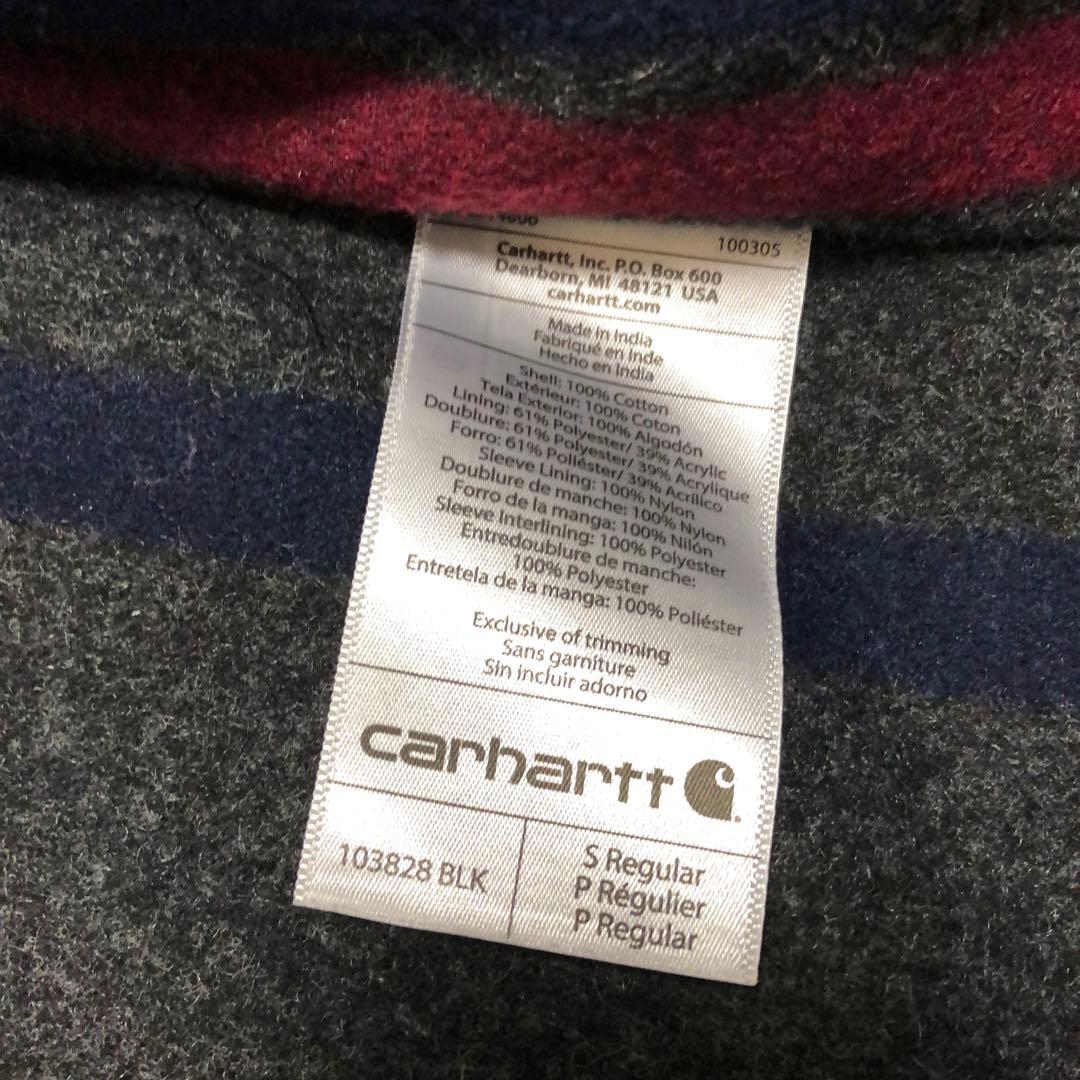 100305
Carhartt, Inc. P.O. Box 600
Dearborn, MI 48121 USA
carhartt.com
Made in India
Fabriqué en Inde
Hecho en India
Shell: 100% Cotton
Extérieur: 100% Coton
Tela Exterior: 100% Algodón
Lining: 61% Polyester/ 39% Acrylic
Doublure: 61% Polyester/ 39% Acrylique
Forro: 61% Poliéster/ 39% Acrílico
Sleeve Lining: 100% Nylon
Doublure de manche: 100% Nylon
Forro de la manga: 100% Nilón
Sleeve Interlining: 100% Polyester
Entredoublure de manche:
100% Polyester
Entretela de la manga: 100% Poliéster
Exclusive of trimming
Sans garniture
Sin incluir adorno
carhartt
103828 BLK
S Regular
P Régulier
P Regular